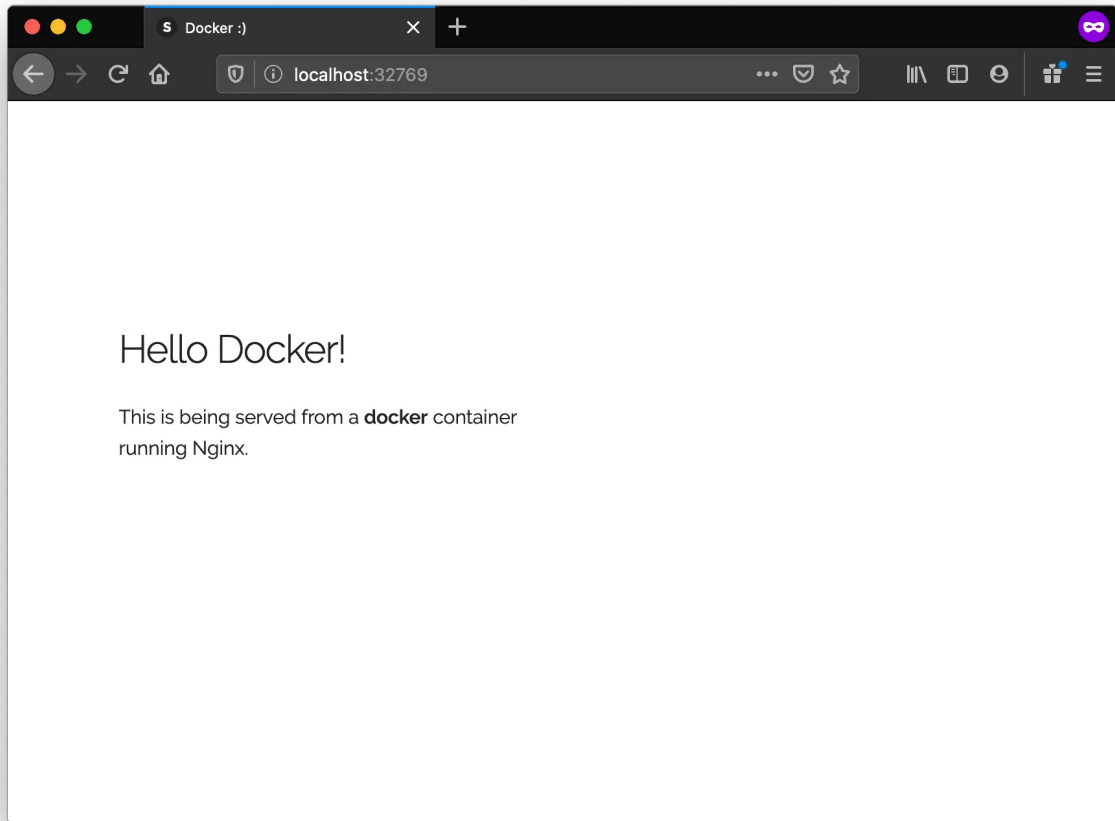 S Docker :)
localhost:32769
Hello Docker!
This is being served from a docker container
running Nginx.